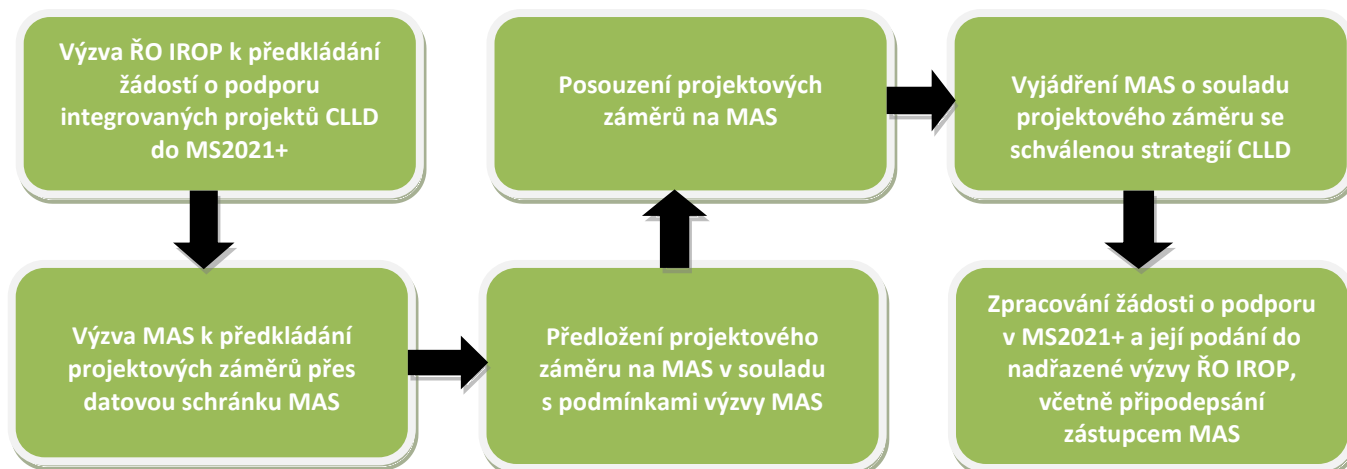 Výzva ŘO IROP k předkládání
žádostí o podporu
integrovaných projektů CLLD
do MS2021+
Výzva MAS k předkládání
projektových záměrů přes
datovou schránku MAS
Předložení projektového
záměru na MAS v souladu
s podmínkami výzvy MAS
Posouzení projektových
záměrů na MAS
Vyjádření MAS o souladu
projektového záměru se
schválenou strategií CLLD
Zpracování žádosti o podporu
v MS2021+ a její podání do
nadřazené výzvy ŘO IROP,
včetně připodepsání
zástupcem MAS